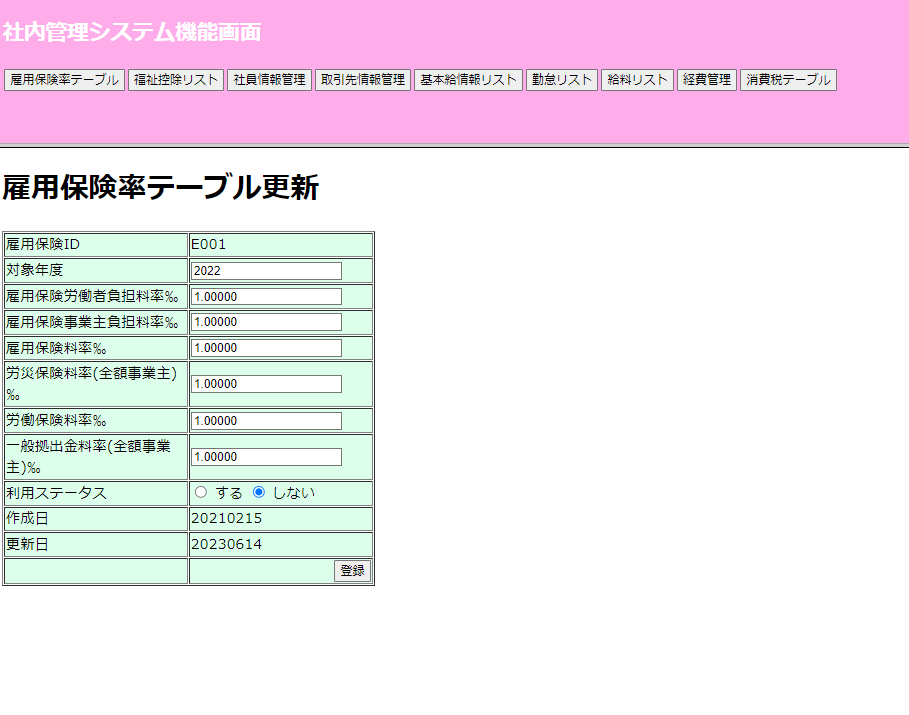 社内管理システム機能画面
雇用保険率テーブル 福祉控除リスト 社員情報管理 取引先情報管理 基本給情報リスト 勤怠リスト 給料リスト 経費管理 消費税テーブル
雇用保険率テーブル更新
雇用保険ID E001
対象年度 2022
雇用保険労働者負担料率‰ 1.00000
雇用保険事業主負担料率‰ 1.00000
雇用保険料率‰ 1.00000
労災保険料率(全額事業主)
‰ 1.00000
労働保険料率‰ 1.00000
一般拠出金料率(全額事業
主)‰ 1.00000
利用ステータス する しない
作成日 20210215
更新日 20230614
登録